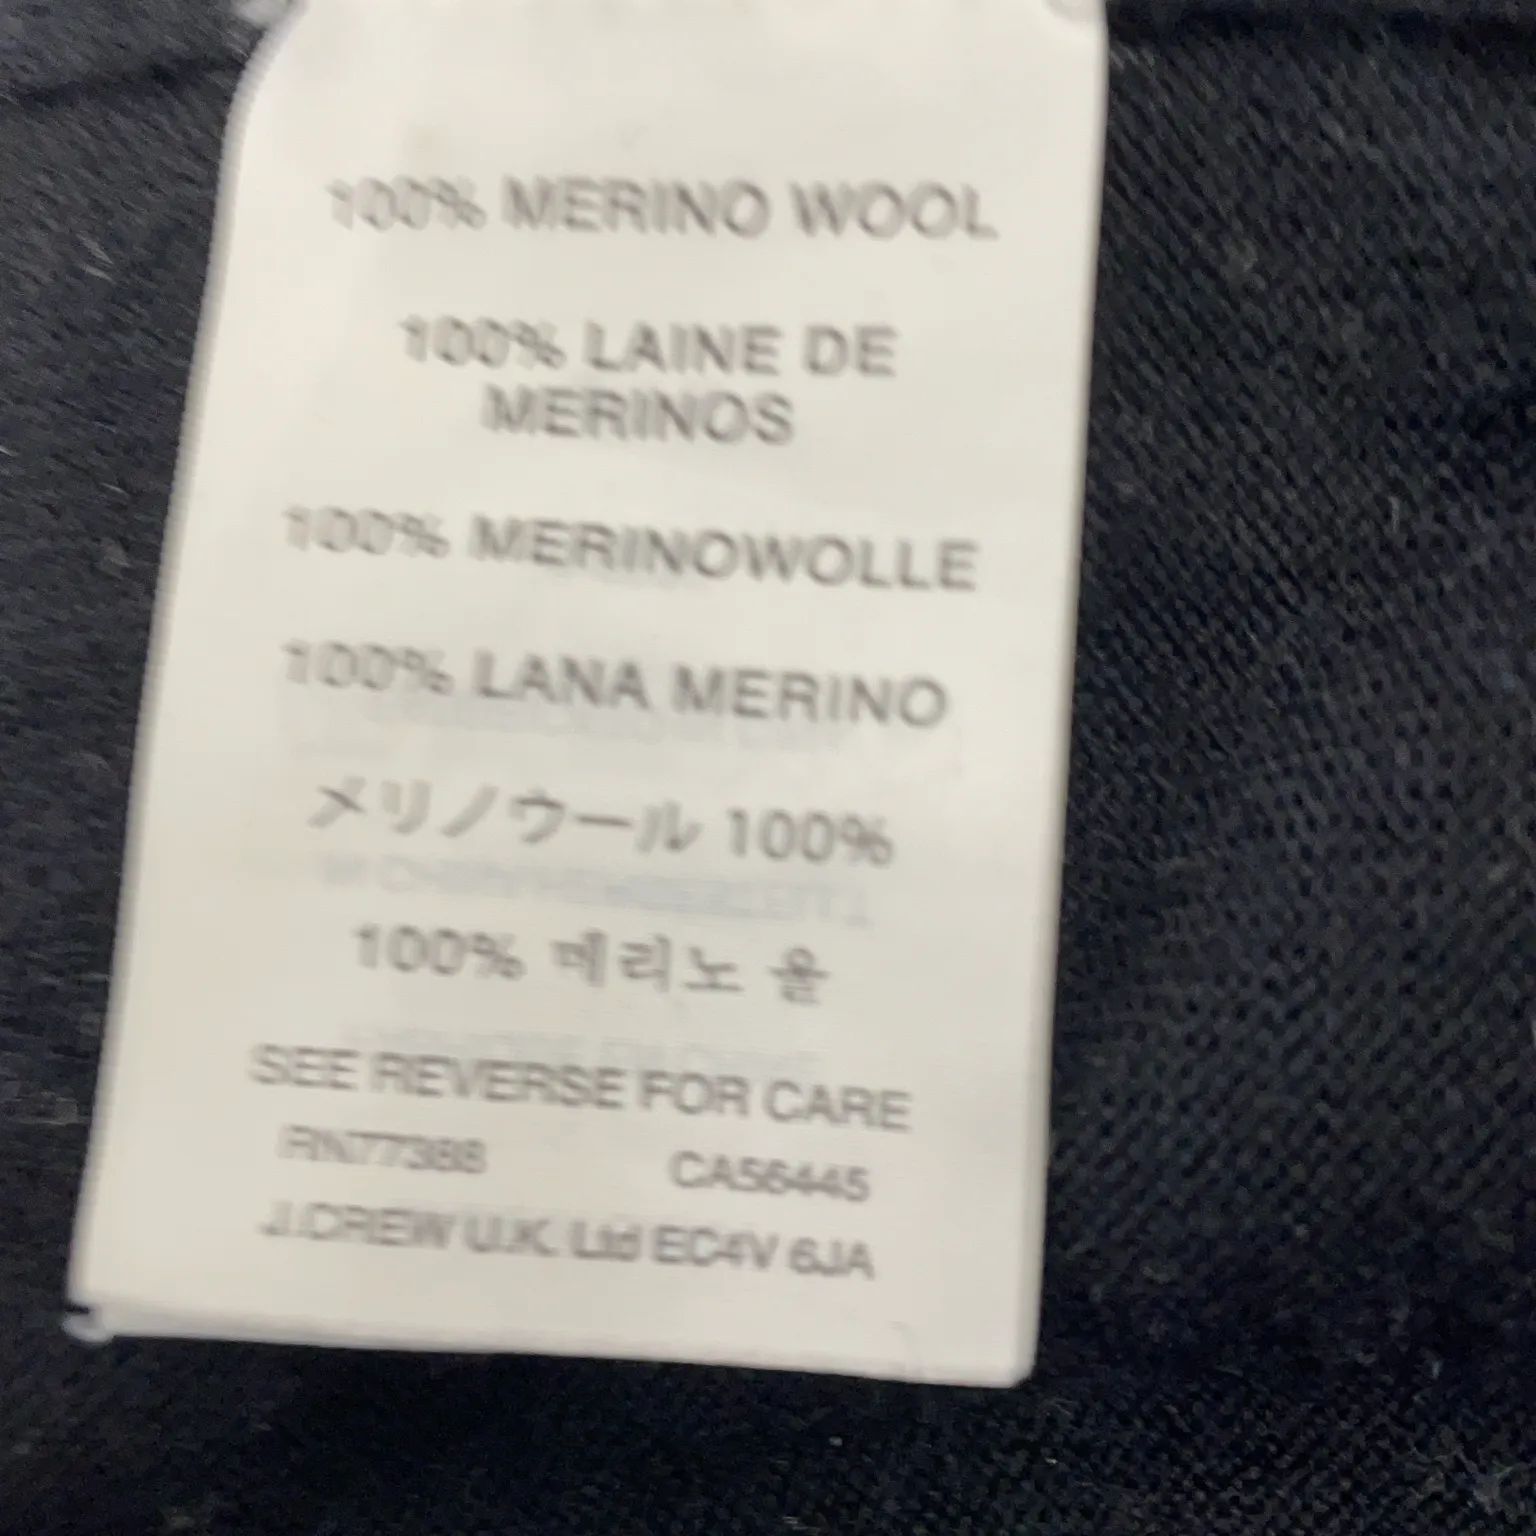 100% MERINO WOOL
100% LAINE DE
MERINOS
100% MERINOWOLLE
100% LANA MERINO
メリノウール 100%
100% 메리노 울
SEE REVERSE FOR CARE
RN77388 CA56445
J.CREW U.K. Ltd EC4V 6JA